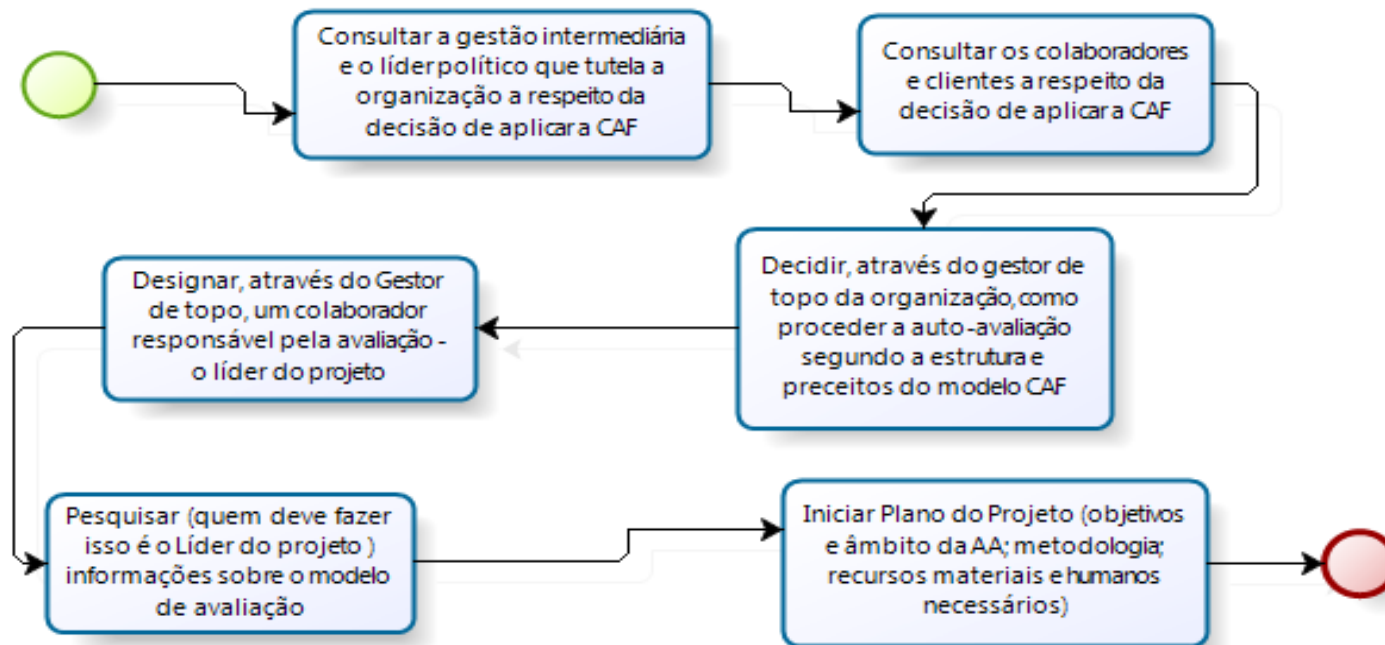 Consultar a gestão intermediária
e o líder político que tutela a
organização a respeito da
decisão de aplicar a CAF
Consultar os colaboradores
e clientes a respeito da
decisão de aplicar a CAF
Decidir, através do gestor de
topo da organização, como
proceder a auto-avaliação
segundo a estrutura e
preceitos do modelo CAF
Designar, através do Gestor
de topo, um colaborador
responsável pela avaliação -
o líder do projeto
Pesquisar (quem deve fazer
isso é o Líder do projeto )
informações sobre o modelo
de avaliação
Iniciar Plano do Projeto (objetivos
e âmbito da AA; metodologia;
recursos materiais e humanos
necessários)